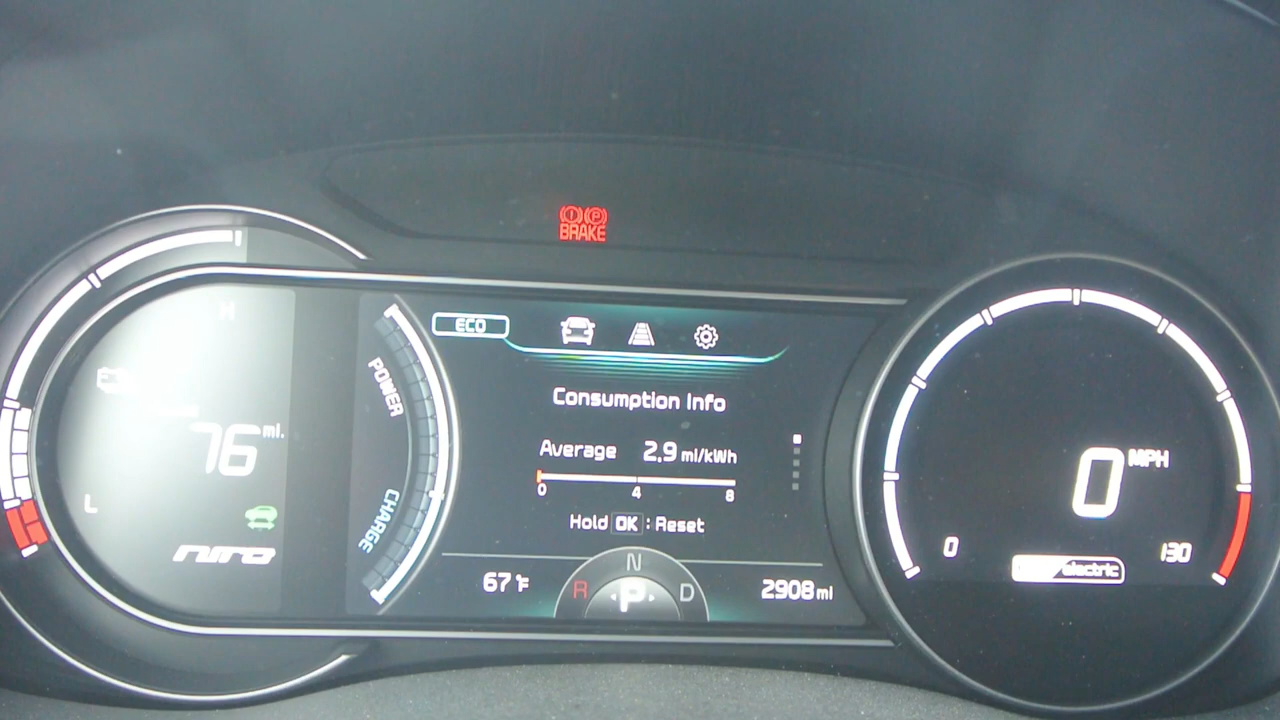 BRAKE
H
ECO
POWER
Consumption Info
76 mi.
Average 2.9 mi/kWh
0 4 8
0 MPH
L
CHARGE
Hold OK : Reset
niro
0 130
electric
67 °F
R N D
P
2908 mi